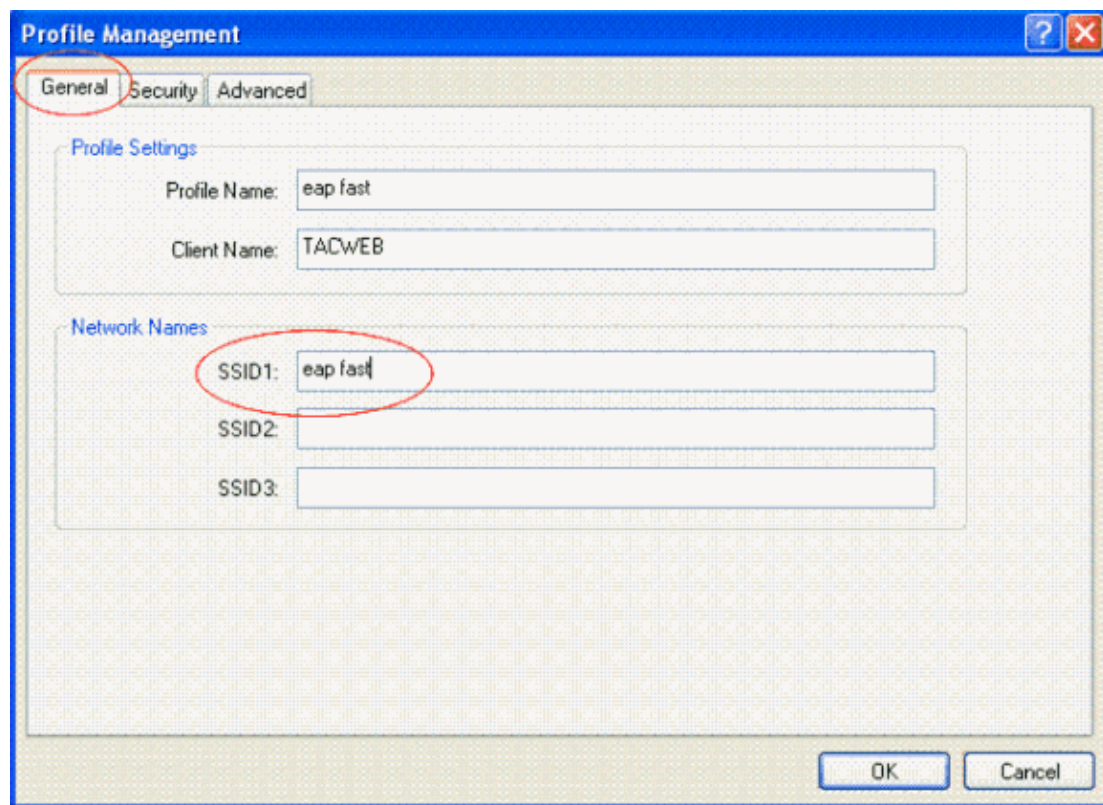 Profile Management
General Security Advanced
Profile Settings
Profile Name: eap fast
Client Name: TACWEB
Network Names
SSID1: eap fast
SSID2:
SSID3:
OK Cancel